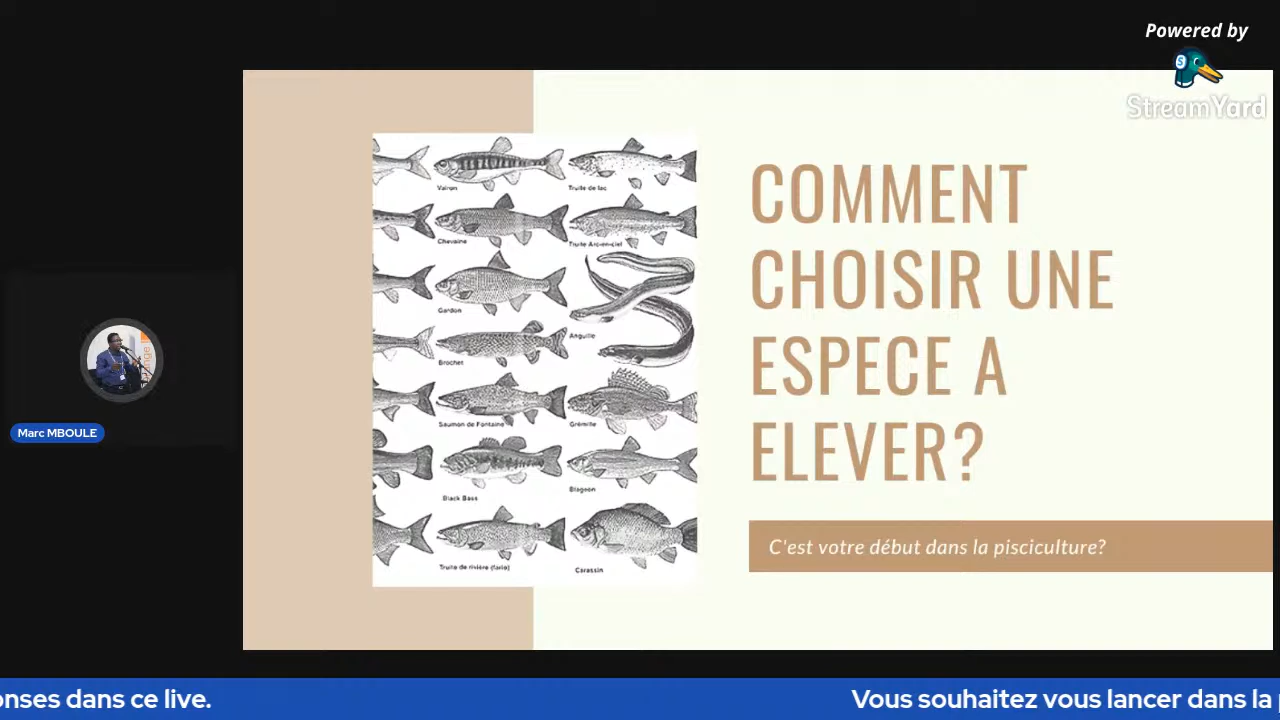 Powered by
StreamYard
Vairon
Truite de lac
Chevaine
Truite Arc-en-ciel
Gardon
Anguille
Brochet
Saumon de Fontaine
Grémille
Black Bass
Blageon
Truite de rivière (fario)
Carassin
COMMENT
CHOISIR UNE
ESPECE A
ELEVER?
C'est votre début dans la pisciculture?
Marc MBOULE
onses dans ce live.
Vous souhaitez vous lancer dans la